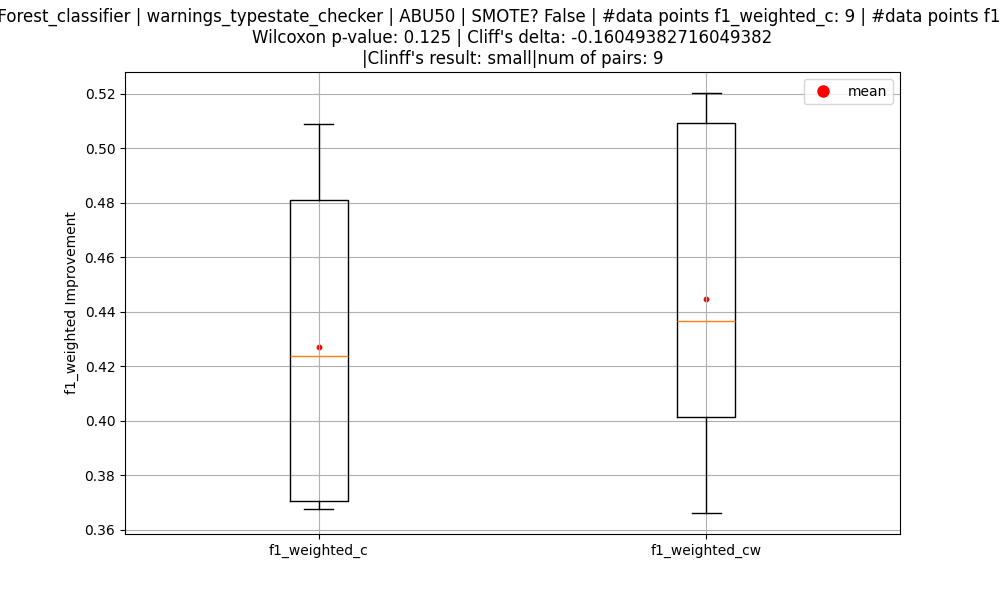 Forest_classifier | warnings_typestate_checker | ABU50 | SMOTE? False | #data points f1_weighted_c: 9 | #data points f1
Wilcoxon p-value: 0.125 | Cliff's delta: -0.16049382716049382
|Clinff's result: small|num of pairs: 9
mean
0.52
0.50
0.48
0.46
0.44
0.42
0.40
0.38
0.36
f1_weighted Improvement
f1_weighted_c
f1_weighted_cw